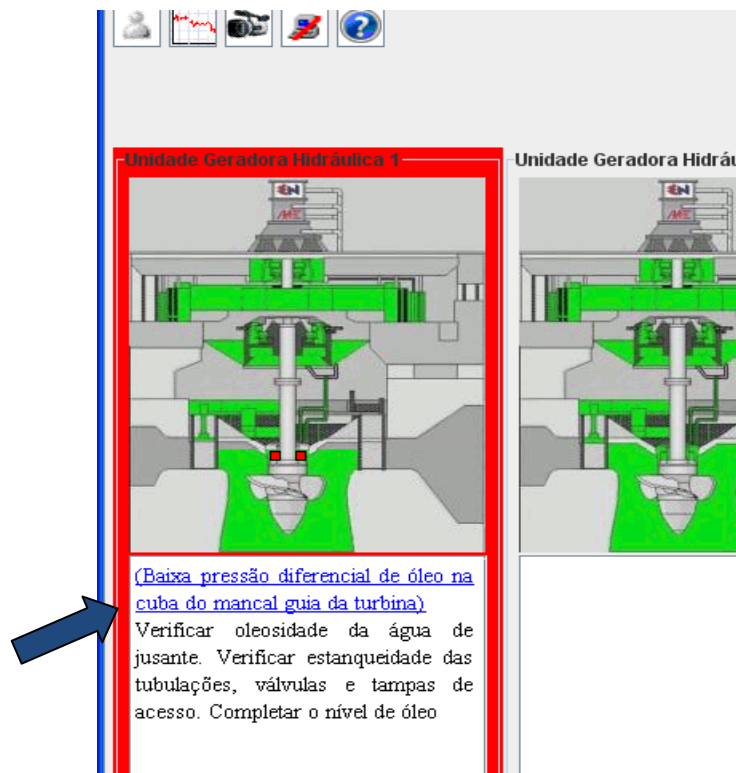 Unidade Geradora Hidráulica 1
Unidade Geradora Hidráu
(Baixa pressão diferencial de óleo na
cuba do mancal guia da turbina)
Verificar oleosidade da água de
jusante. Verificar estanqueidade das
tubulações, válvulas e tampas de
acesso. Completar o nível de óleo